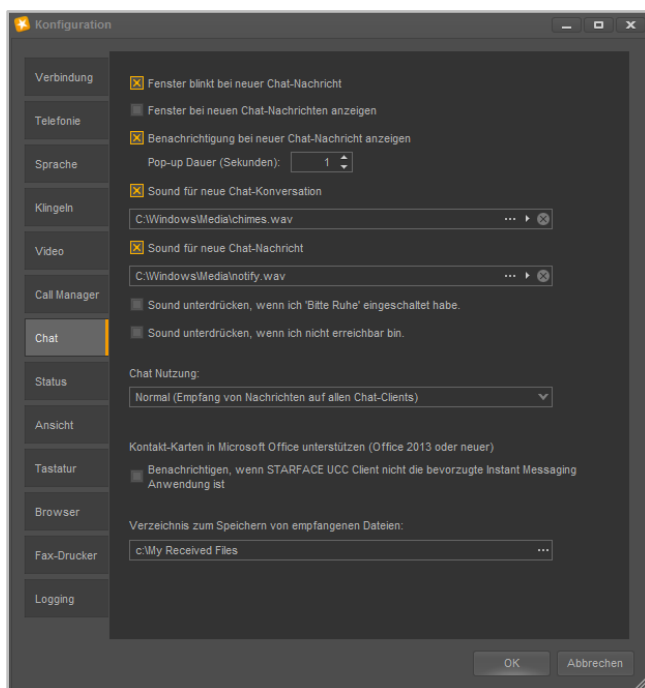 Konfiguration
Verbindung
Telefonie
Sprache
Klingeln
Video
Call Manager
Chat
Status
Ansicht
Tastatur
Browser
Fax-Drucker
Logging
Fenster blinkt bei neuer Chat-Nachricht
Fenster bei neuen Chat-Nachrichten anzeigen
Benachrichtigung bei neuer Chat-Nachricht anzeigen
Pop-up Dauer (Sekunden): 1
Sound für neue Chat-Konversation
C:\Windows\Media\chimes.wav ...
Sound für neue Chat-Nachricht
C:\Windows\Media\notify.wav ...
Sound unterdrücken, wenn ich 'Bitte Ruhe' eingeschaltet habe.
Sound unterdrücken, wenn ich nicht erreichbar bin.
Chat Nutzung:
Normal (Empfang von Nachrichten auf allen Chat-Clients)
Kontakt-Karten in Microsoft Office unterstützen (Office 2013 oder neuer)
Benachrichtigen, wenn STARFACE UCC Client nicht die bevorzugte Instant Messaging
Anwendung ist
Verzeichnis zum Speichern von empfangenen Dateien:
c:\My Received Files ...
OK
Abbrechen